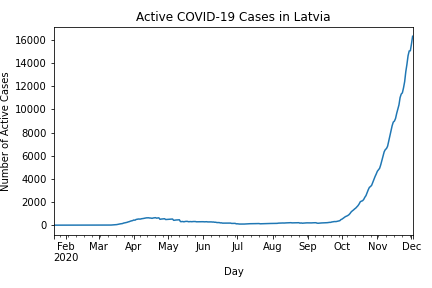 Active COVID-19 Cases in Latvia
Number of Active Cases
16000
14000
12000
10000
8000
6000
4000
2000
0
Feb Mar Apr May Jun Jul Aug Sep Oct Nov Dec
2020
Day